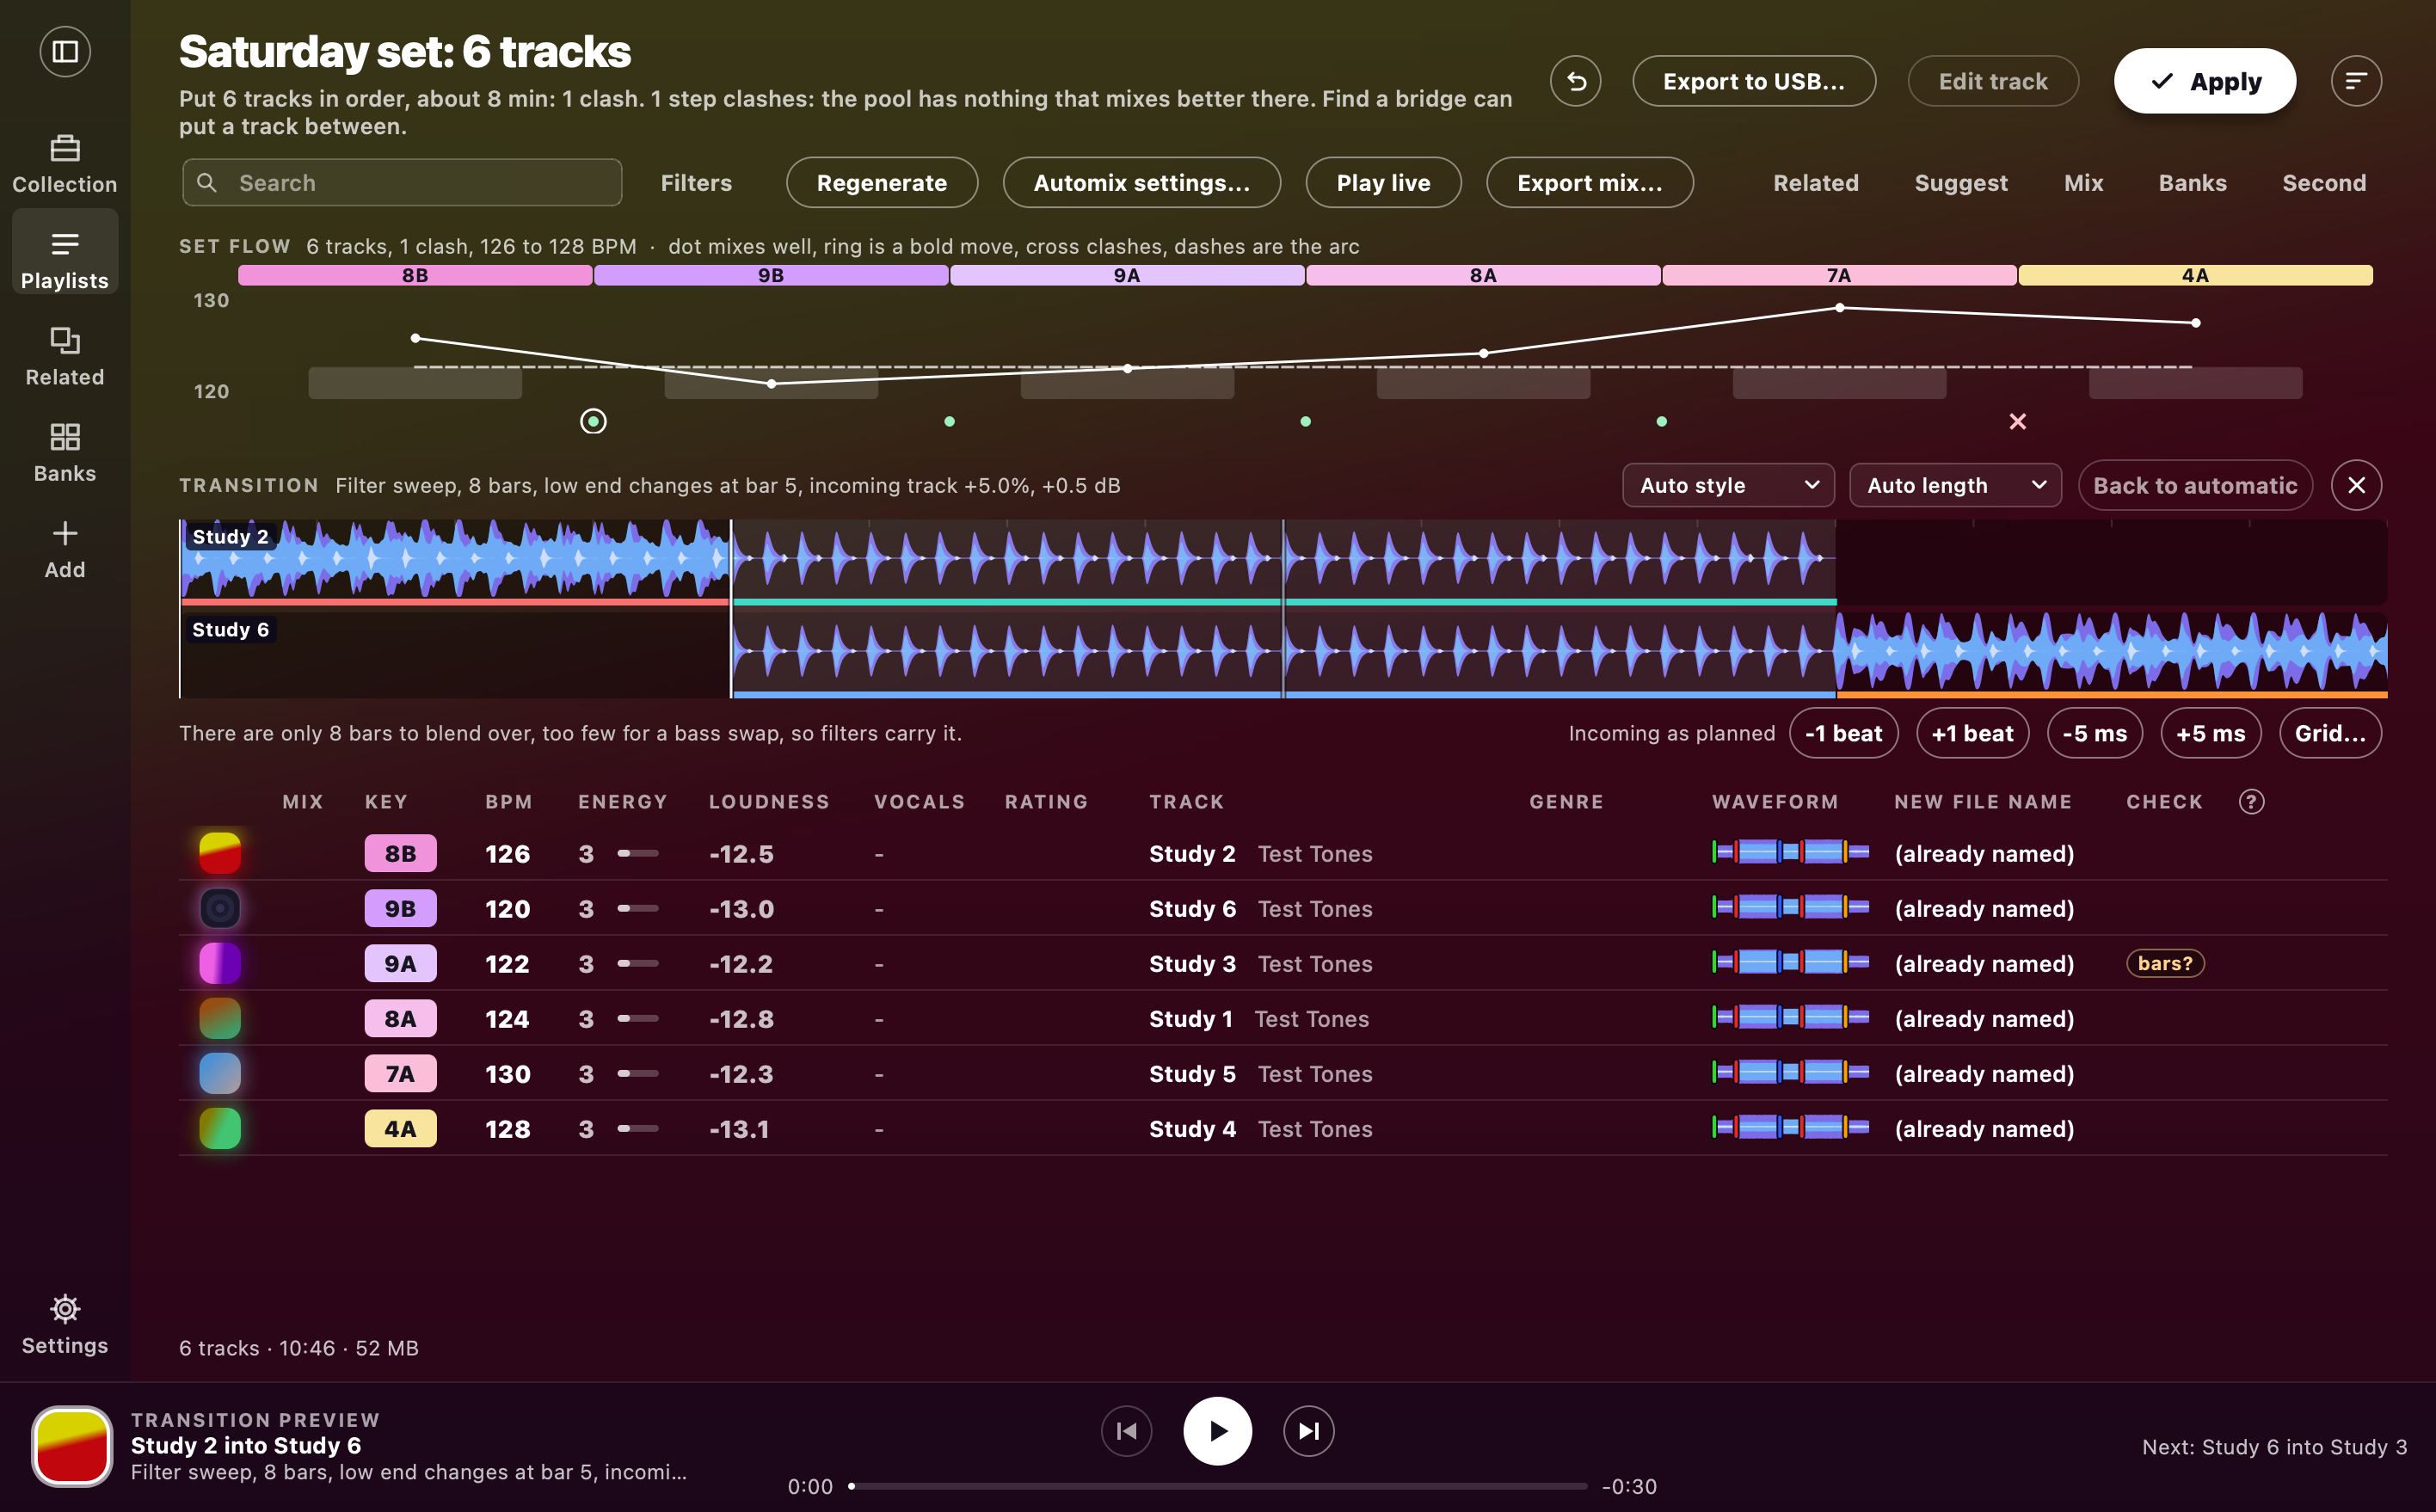 Saturday set: 6 tracks
Put 6 tracks in order, about 8 min: 1 clash. 1 step clashes: the pool has nothing that mixes better there. Find a bridge can
put a track between.
Export to USB...
Edit track
Apply
Collection
Playlists
Related
Banks
Add
Settings
Search
Filters
Regenerate
Automix settings...
Play live
Export mix...
Related
Suggest
Mix
Banks
Second
SET FLOW 6 tracks, 1 clash, 126 to 128 BPM · dot mixes well, ring is a bold move, cross clashes, dashes are the arc
8B 9B 9A 8A 7A 4A
130
120
TRANSITION Filter sweep, 8 bars, low end changes at bar 5, incoming track +5.0%, +0.5 dB
Auto style
Auto length
Back to automatic
Study 2
Study 6
There are only 8 bars to blend over, too few for a bass swap, so filters carry it.
Incoming as planned
-1 beat
+1 beat
-5 ms
+5 ms
Grid...
MIX KEY BPM ENERGY LOUDNESS VOCALS RATING TRACK GENRE WAVEFORM NEW FILE NAME CHECK ?
8B 126 3 -12.5 - Study 2 Test Tones (already named)
9B 120 3 -13.0 - Study 6 Test Tones (already named)
9A 122 3 -12.2 - Study 3 Test Tones (already named) bars?
8A 124 3 -12.8 - Study 1 Test Tones (already named)
7A 130 3 -12.3 - Study 5 Test Tones (already named)
4A 128 3 -13.1 - Study 4 Test Tones (already named)
6 tracks · 10:46 · 52 MB
TRANSITION PREVIEW
Study 2 into Study 6
Filter sweep, 8 bars, low end changes at bar 5, incomi...
0:00
-0:30
Next: Study 6 into Study 3